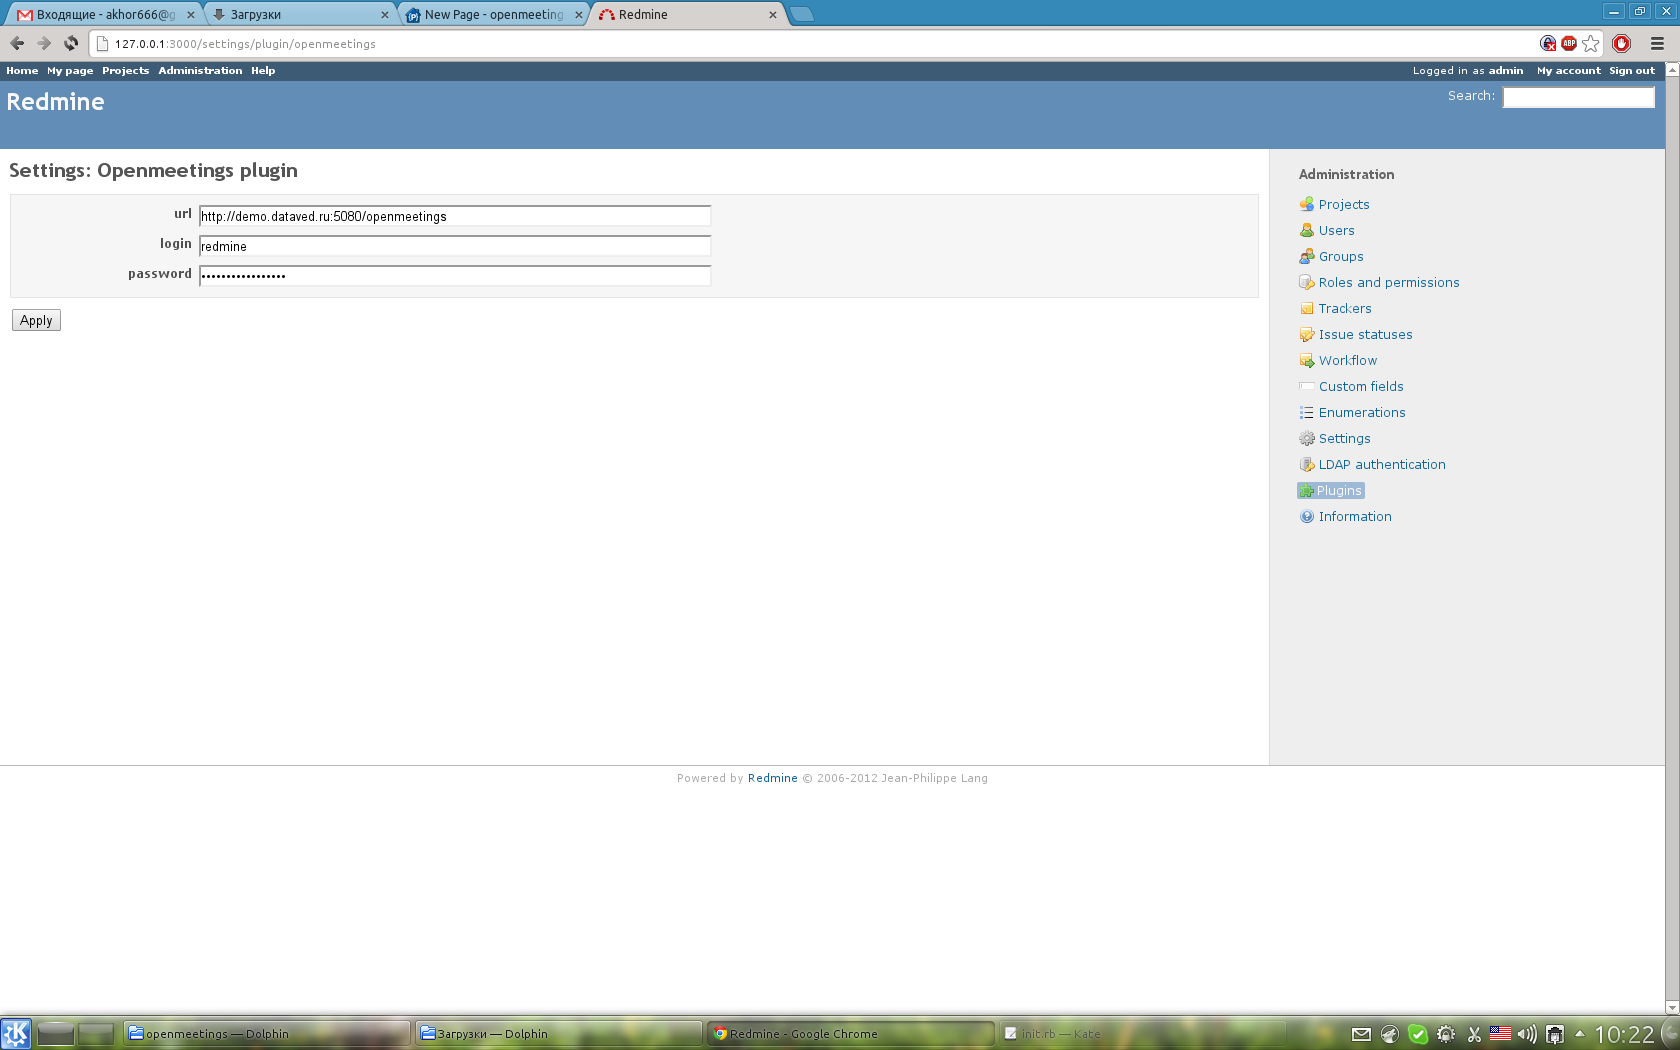 Входящие - akhor666@g
Загрузки
New Page - openmeeting
Redmine
127.0.0.1:3000/settings/plugin/openmeetings
ABP
Home My page Projects Administration Help
Logged in as admin My account Sign out
Redmine
Search:
Settings: Openmeetings plugin
url http://demo.dataved.ru:5080/openmeetings
login redmine
password •••••••••••••••••
Apply
Administration
Projects
Users
Groups
Roles and permissions
Trackers
Issue statuses
Workflow
Custom fields
Enumerations
Settings
LDAP authentication
Plugins
Information
Powered by Redmine © 2006-2012 Jean-Philippe Lang
openmeetings — Dolphin
Загрузки — Dolphin
Redmine - Google Chrome
init.rb — Kate
10:22